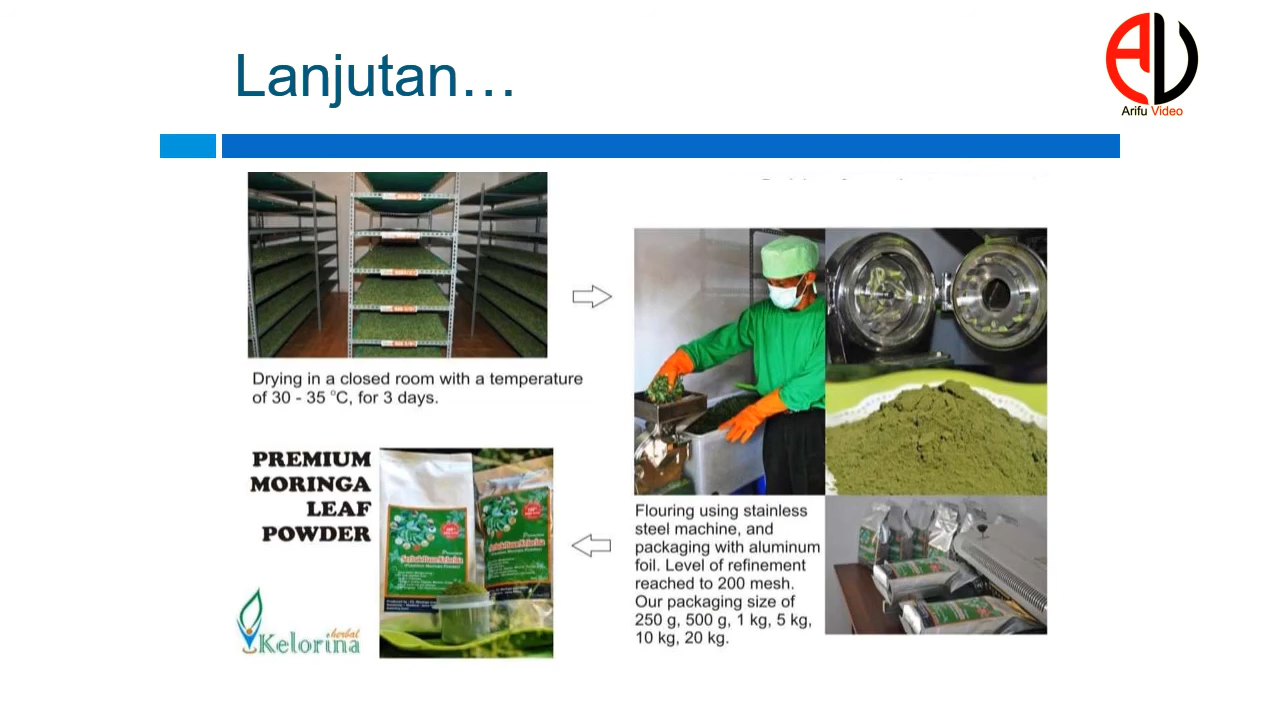 Lanjutan…
Arifu Video
Drying in a closed room with a temperature
of 30 - 35 °C, for 3 days.
Flouring using stainless
steel machine, and
packaging with aluminum
foil. Level of refinement
reached to 200 mesh.
Our packaging size of
250 g, 500 g, 1 kg, 5 kg,
10 kg, 20 kg.
PREMIUM
MORINGA
LEAF
POWDER
Premium
herbal
Kelorina